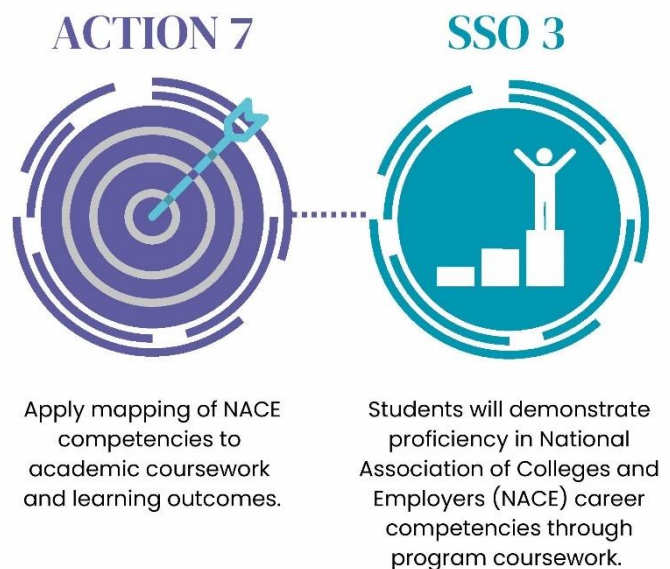 ACTION 7
Apply mapping of NACE
competencies to
academic coursework
and learning outcomes.
SSO 3
Students will demonstrate
proficiency in National
Association of Colleges and
Employers (NACE) career
competencies through
program coursework.